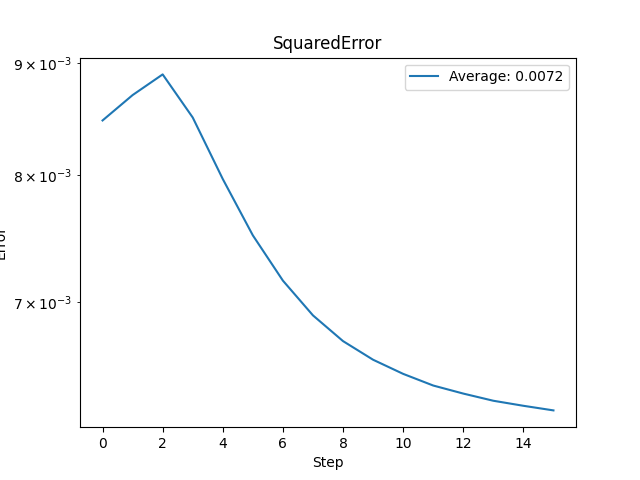 SquaredError
Average: 0.0072
9 × 10⁻³
8 × 10⁻³
7 × 10⁻³
Error
0 2 4 6 8 10 12 14
Step